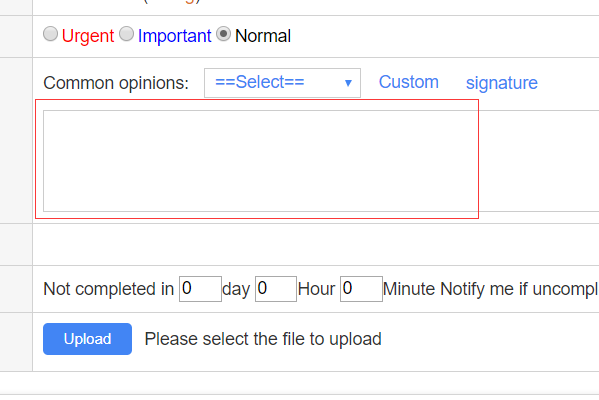 Urgent Important Normal
Common opinions: ==Select== Custom signature
Not completed in 0 day 0 Hour 0 Minute Notify me if uncompl
Upload Please select the file to upload